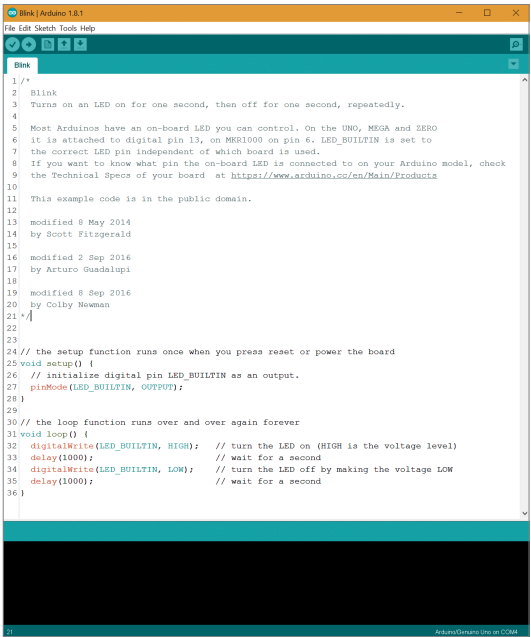 Blink | Arduino 1.8.1
File Edit Sketch Tools Help
Blink
1 /*
2   Blink
3   Turns on an LED on for one second, then off for one second, repeatedly.
4
5   Most Arduinos have an on-board LED you can control. On the UNO, MEGA and ZERO
6   it is attached to digital pin 13, on MKR1000 on pin 6. LED_BUILTIN is set to
7   the correct LED pin independent of which board is used.
8   If you want to know what pin the on-board LED is connected to on your Arduino model, check
9   the Technical Specs of your board  at https://www.arduino.cc/en/Main/Products
10
11   This example code is in the public domain.
12
13   modified 8 May 2014
14   by Scott Fitzgerald
15
16   modified 2 Sep 2016
17   by Arturo Guadalupi
18
19   modified 8 Sep 2016
20   by Colby Newman
21 */
22
23
24 // the setup function runs once when you press reset or power the board
25 void setup() {
26   // initialize digital pin LED_BUILTIN as an output.
27   pinMode(LED_BUILTIN, OUTPUT);
28 }
29
30 // the loop function runs over and over again forever
31 void loop() {
32   digitalWrite(LED_BUILTIN, HIGH);   // turn the LED on (HIGH is the voltage level)
33   delay(1000);                       // wait for a second
34   digitalWrite(LED_BUILTIN, LOW);    // turn the LED off by making the voltage LOW
35   delay(1000);                       // wait for a second
36 }
21 Arduino/Genuino Uno on COM4